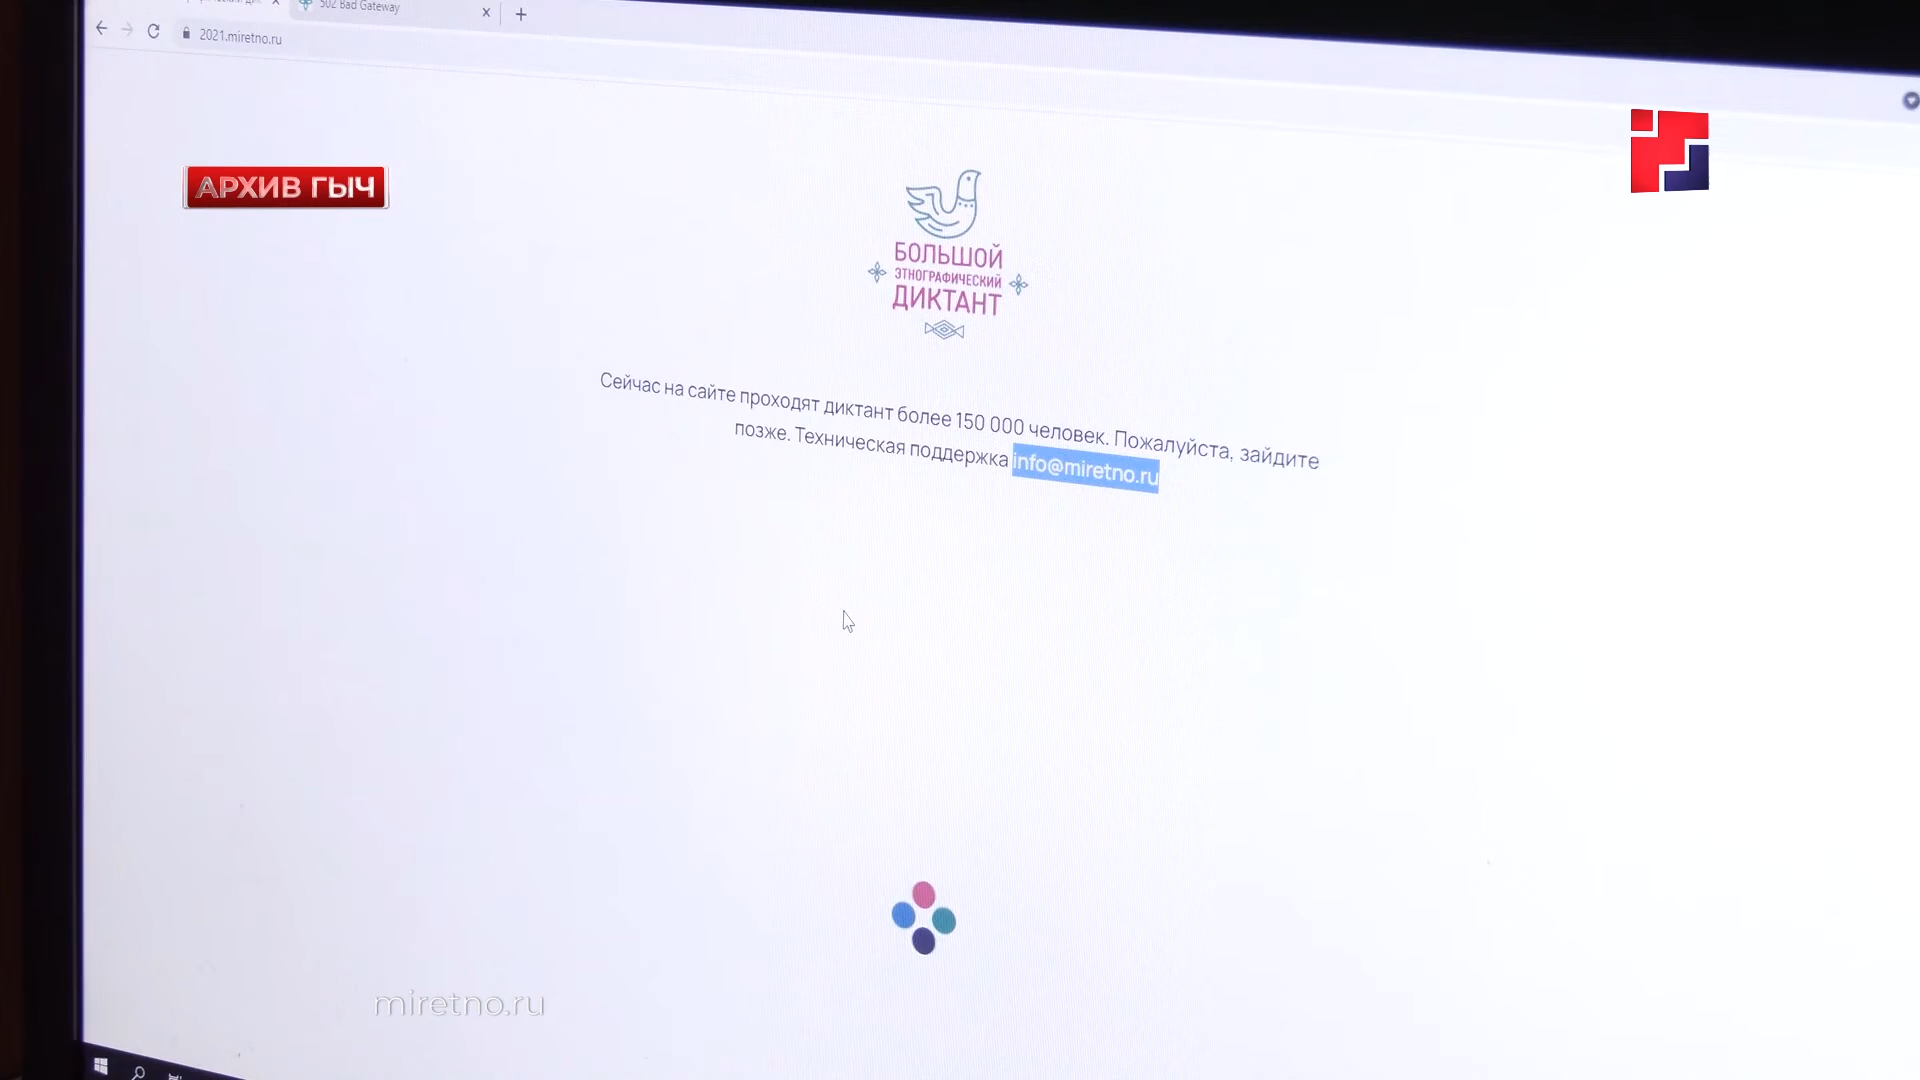 502 Bad Gateway
2021.miretno.ru
АРХИВ ГЫЧ
БОЛЬШОЙ
ЭТНОГРАФИЧЕСКИЙ
ДИКТАНТ
Сейчас на сайте проходят диктант более 150 000 человек. Пожалуйста, зайдите
позже. Техническая поддержка info@miretno.ru
miretno.ru